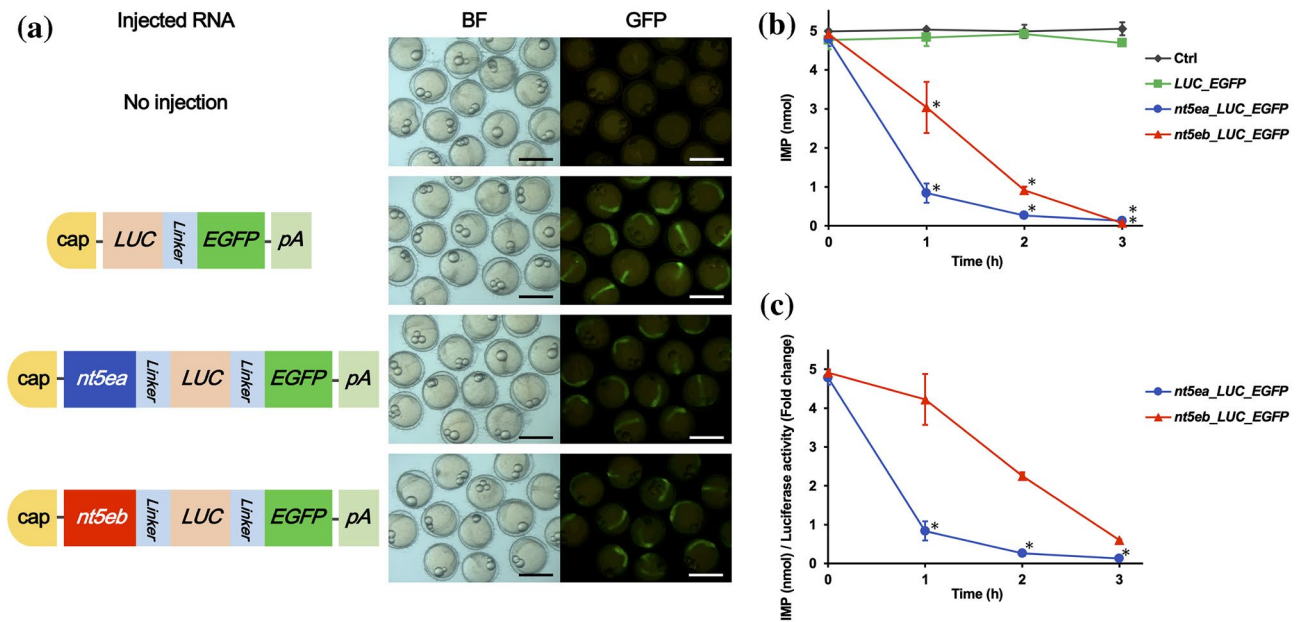 (a)
Injected RNA
BF
GFP
No injection
cap LUC Linker EGFP pA
cap nt5ea Linker LUC Linker EGFP pA
cap nt5eb Linker LUC Linker EGFP pA
(b)
IMP (nmol)
5
4
3
2
1
0
*
*
*
*
*
*
0 1 2 3
Time (h)
Ctrl
LUC_EGFP
nt5ea_LUC_EGFP
nt5eb_LUC_EGFP
(c)
IMP (nmol) / Luciferase activity (Fold change)
5
4
3
2
1
0
*
*
*
0 1 2 3
Time (h)
nt5ea_LUC_EGFP
nt5eb_LUC_EGFP